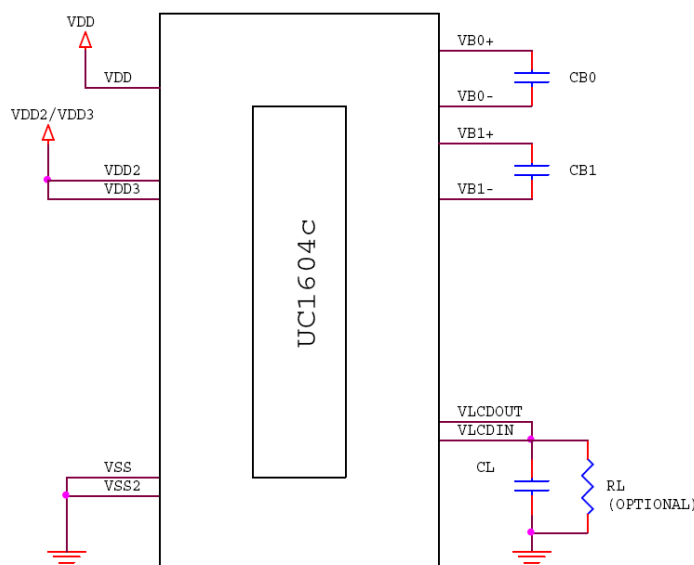 VDD
VDD
VDD2/VDD3
VDD2
VDD3
VSS
VSS2
UC1604c
VB0+
CB0
VB0-
VB1+
CB1
VB1-
VLCDOUT
VLCDIN
CL
RL
(OPTIONAL)